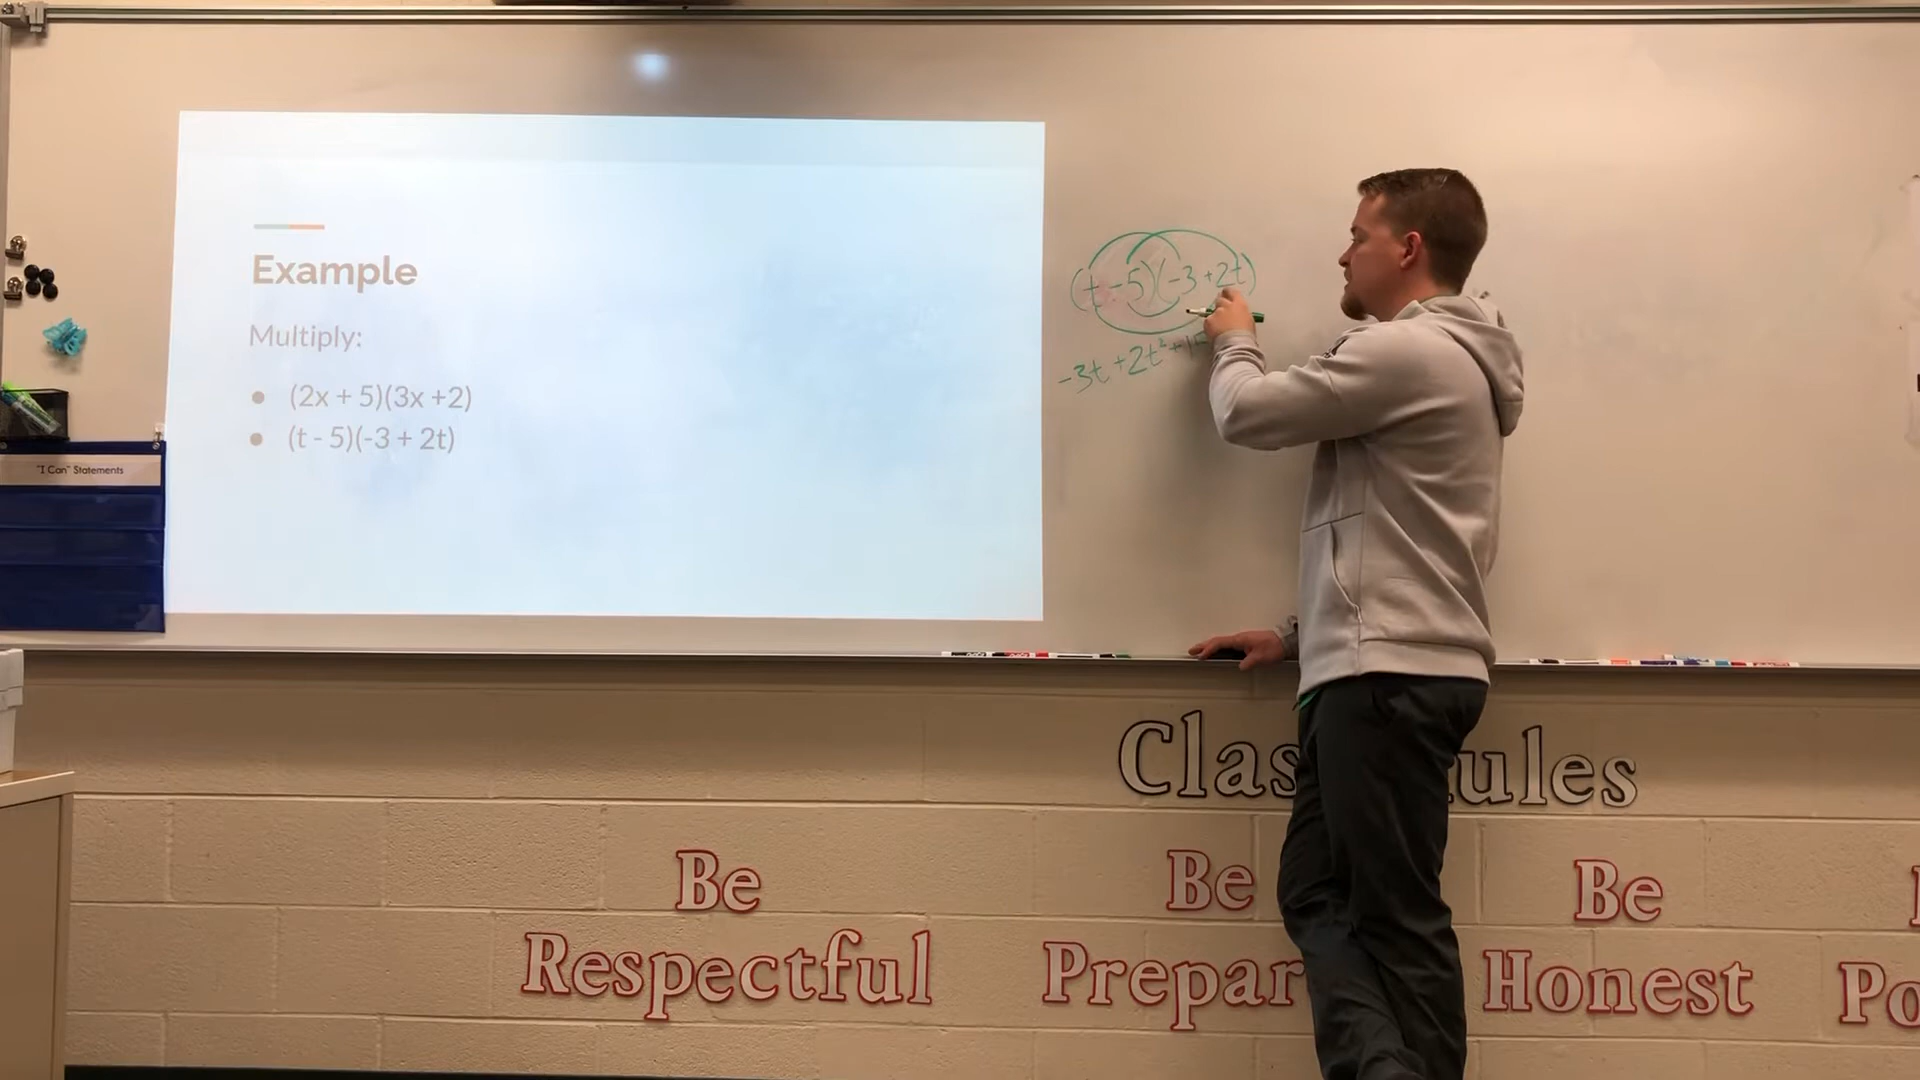 Example
Multiply:
• (2x + 5)(3x +2)
• (t - 5)(-3 + 2t)
(t-5)(-3+2t)
-3t+2t²+15
"I Can" Statements
Clas ules
Be
Respectful
Be
Prepar
Be
Honest
Po